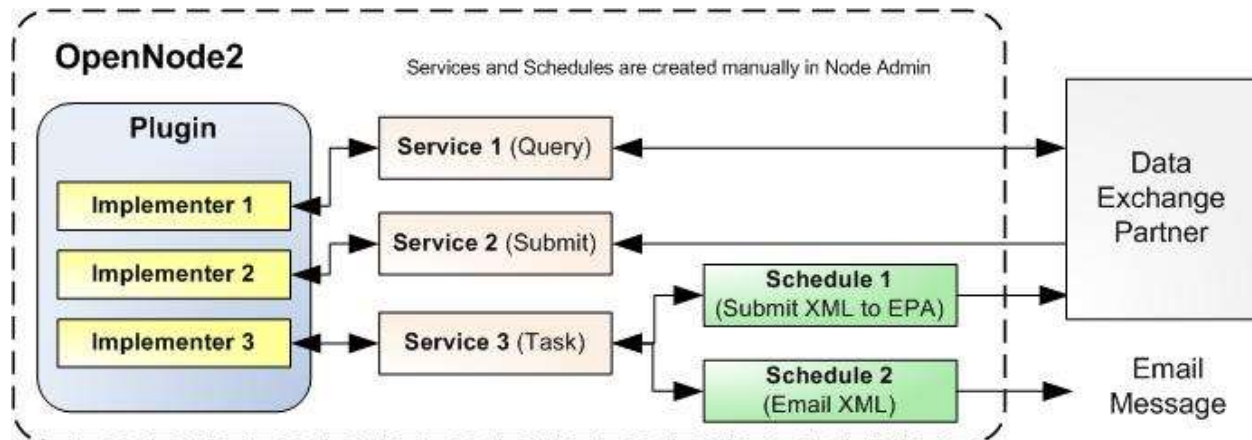 OpenNode2
Services and Schedules are created manually in Node Admin
Plugin
Implementer 1
Implementer 2
Implementer 3
Service 1 (Query)
Service 2 (Submit)
Service 3 (Task)
Schedule 1
(Submit XML to EPA)
Schedule 2
(Email XML)
Data
Exchange
Partner
Email
Message